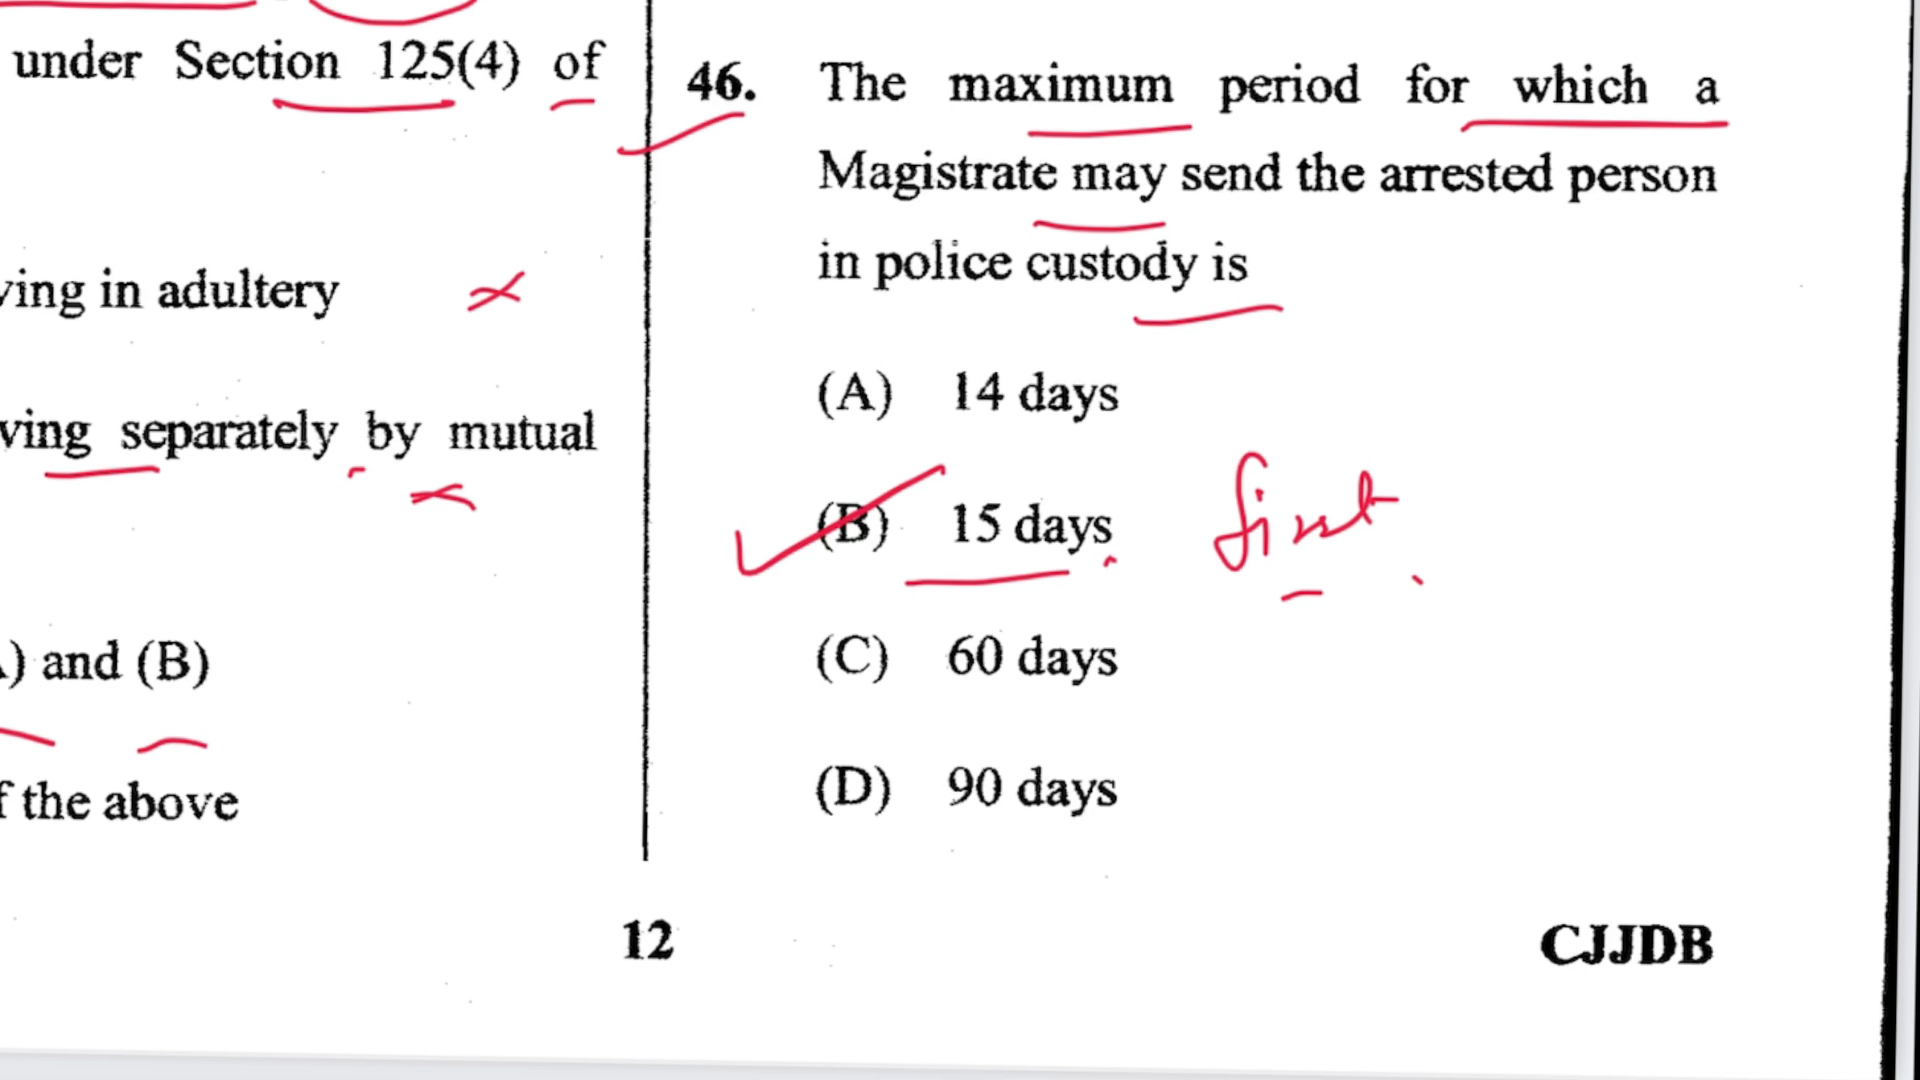 under Section 125(4) of
ving in adultery
ving separately by mutual
) and (B)
f the above
46. The maximum period for which a
Magistrate may send the arrested person
in police custody is
(A) 14 days
(B) 15 days first
(C) 60 days
(D) 90 days
12
CJJDB